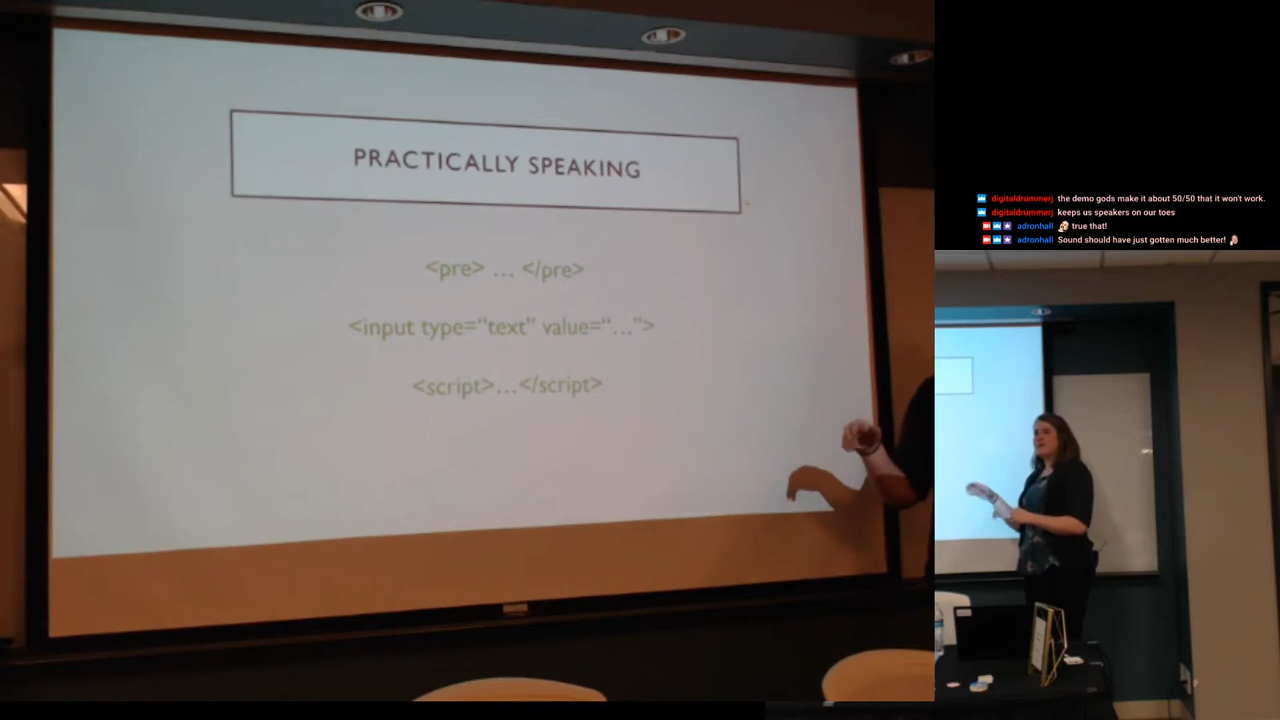 PRACTICALLY SPEAKING
<pre> ... </pre>
<input type="text" value="...">
<script>...</script>
digitaldrummerj the demo gods make it about 50/50 that it won't work.
digitaldrummerj keeps us speakers on our toes
adronhall true that!
adronhall Sound should have just gotten much better!